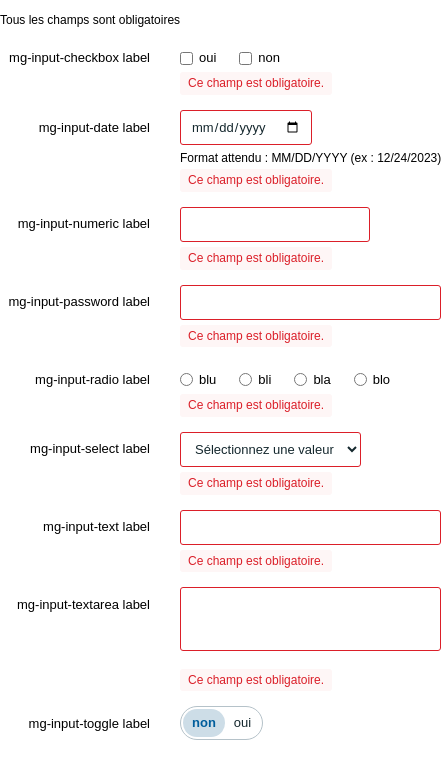 Tous les champs sont obligatoires
mg-input-checkbox label oui non
Ce champ est obligatoire.
mg-input-date label mm/dd/yyyy
Format attendu : MM/DD/YYYY (ex : 12/24/2023)
Ce champ est obligatoire.
mg-input-numeric label
Ce champ est obligatoire.
mg-input-password label
Ce champ est obligatoire.
mg-input-radio label blu bli bla blo
Ce champ est obligatoire.
mg-input-select label Sélectionnez une valeur
Ce champ est obligatoire.
mg-input-text label
Ce champ est obligatoire.
mg-input-textarea label
Ce champ est obligatoire.
mg-input-toggle label non oui